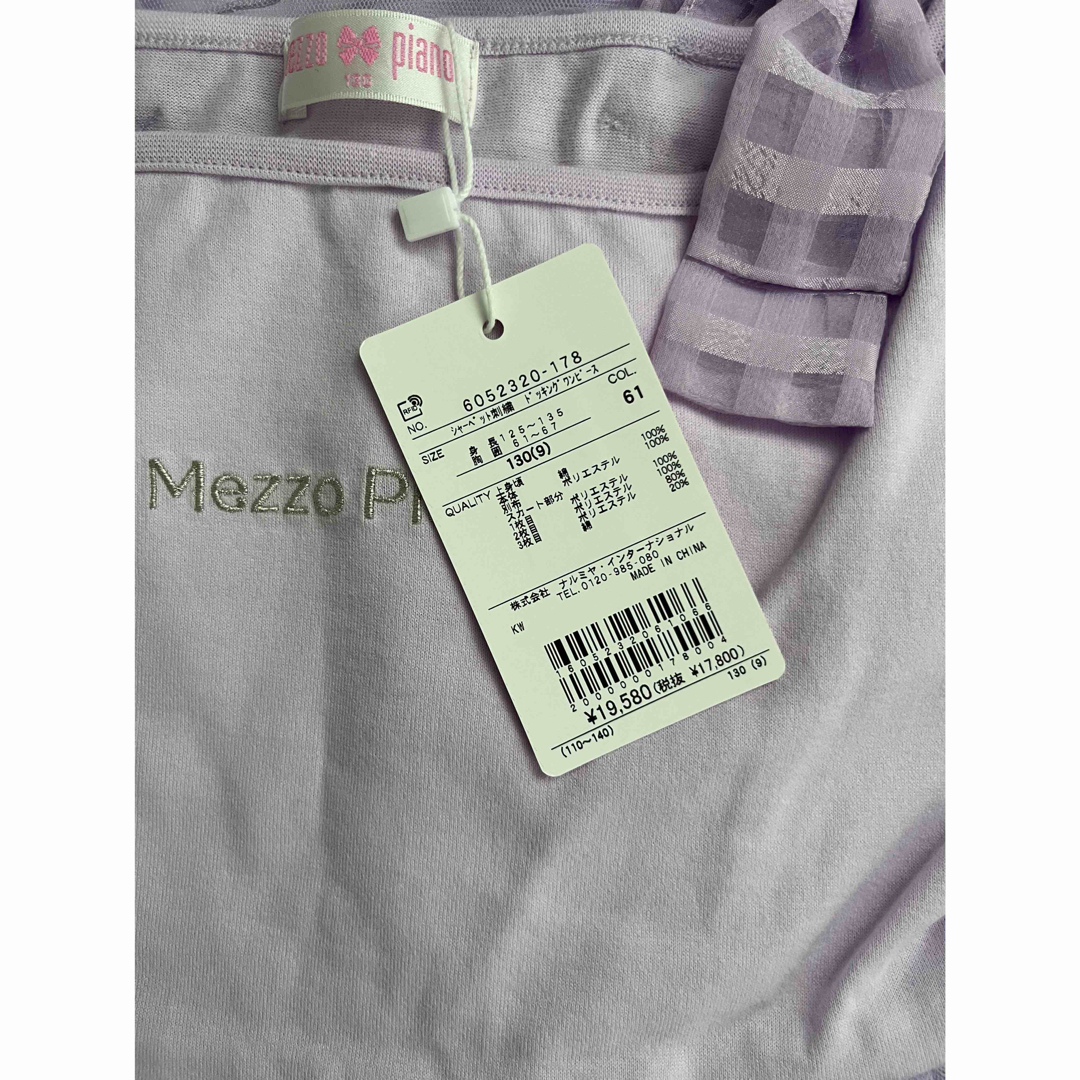 mezzo piano
130
Mezzo Pi
RFID
NO. 6052320-178
シャーベット刺繍 ドッキングワンピース
COL. 61
SIZE 身長 125～135
胸囲 61～67
130(9)
QUALITY 上身頃
本体 綿 100%
別布 ポリエステル 100%
スカート部分
1枚目 ポリエステル 100%
2枚目 ポリエステル 100%
3枚目 ポリエステル 80%
綿 20%
株式会社 ナルミヤ・インターナショナル
TEL.0120-985-080
MADE IN CHINA
KW
1605232061066
2000000178004
¥19,580(税抜 ¥17,800)
(110～140) 130 (9)